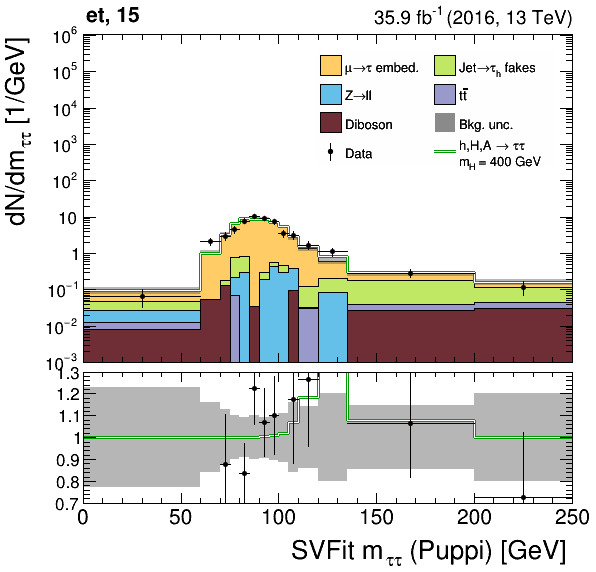 et, 15
35.9 fb⁻¹ (2016, 13 TeV)
dN/dmττ [1/GeV]
10⁶
10⁵
10⁴
10³
10²
10
1
10⁻¹
10⁻²
10⁻³
μ→τ embed.
Jet→τₕ fakes
Z→ll
tt̄
Diboson
Bkg. unc.
Data
h,H,A → ττ
m_H = 400 GeV
1.3
1.2
1.1
1
0.9
0.8
0.7
0 50 100 150 200 250
SVFit mττ (Puppi) [GeV]